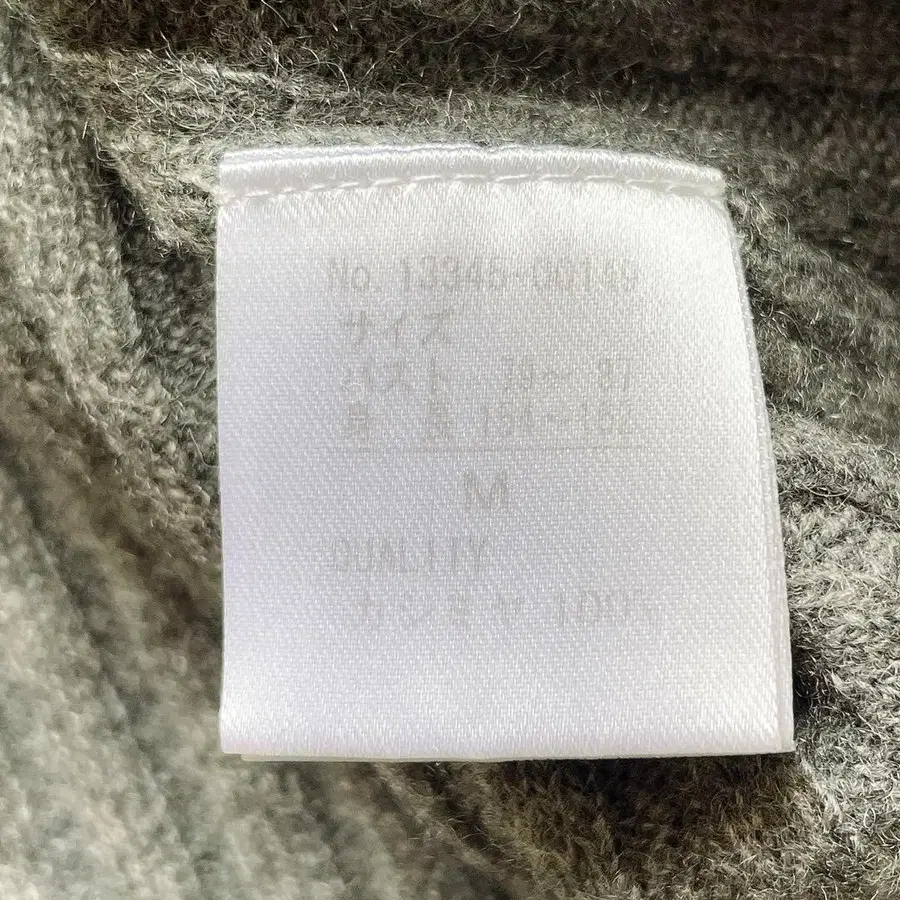 No. 13345-00149
サイズ
バスト 79〜 87
身 長 154〜162
M
QUALITY
カシミヤ 100%